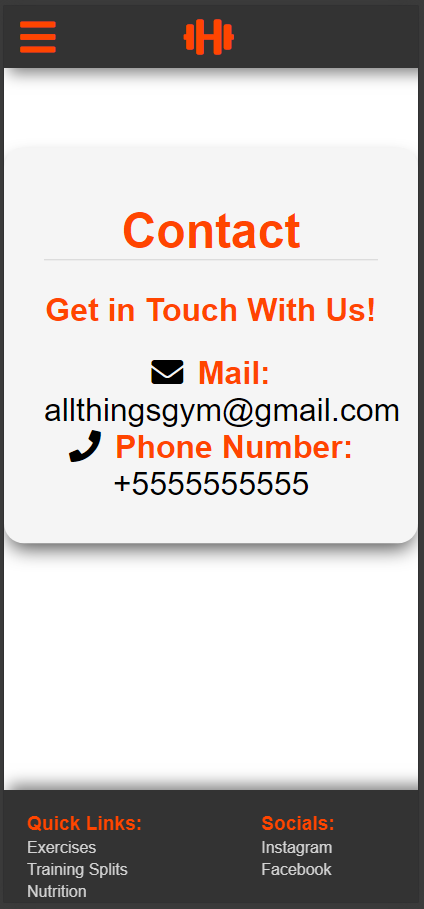 Contact
Get in Touch With Us!
Mail:
allthingsgym@gmail.com
Phone Number:
+5555555555
Quick Links:
Exercises
Training Splits
Nutrition
Socials:
Instagram
Facebook